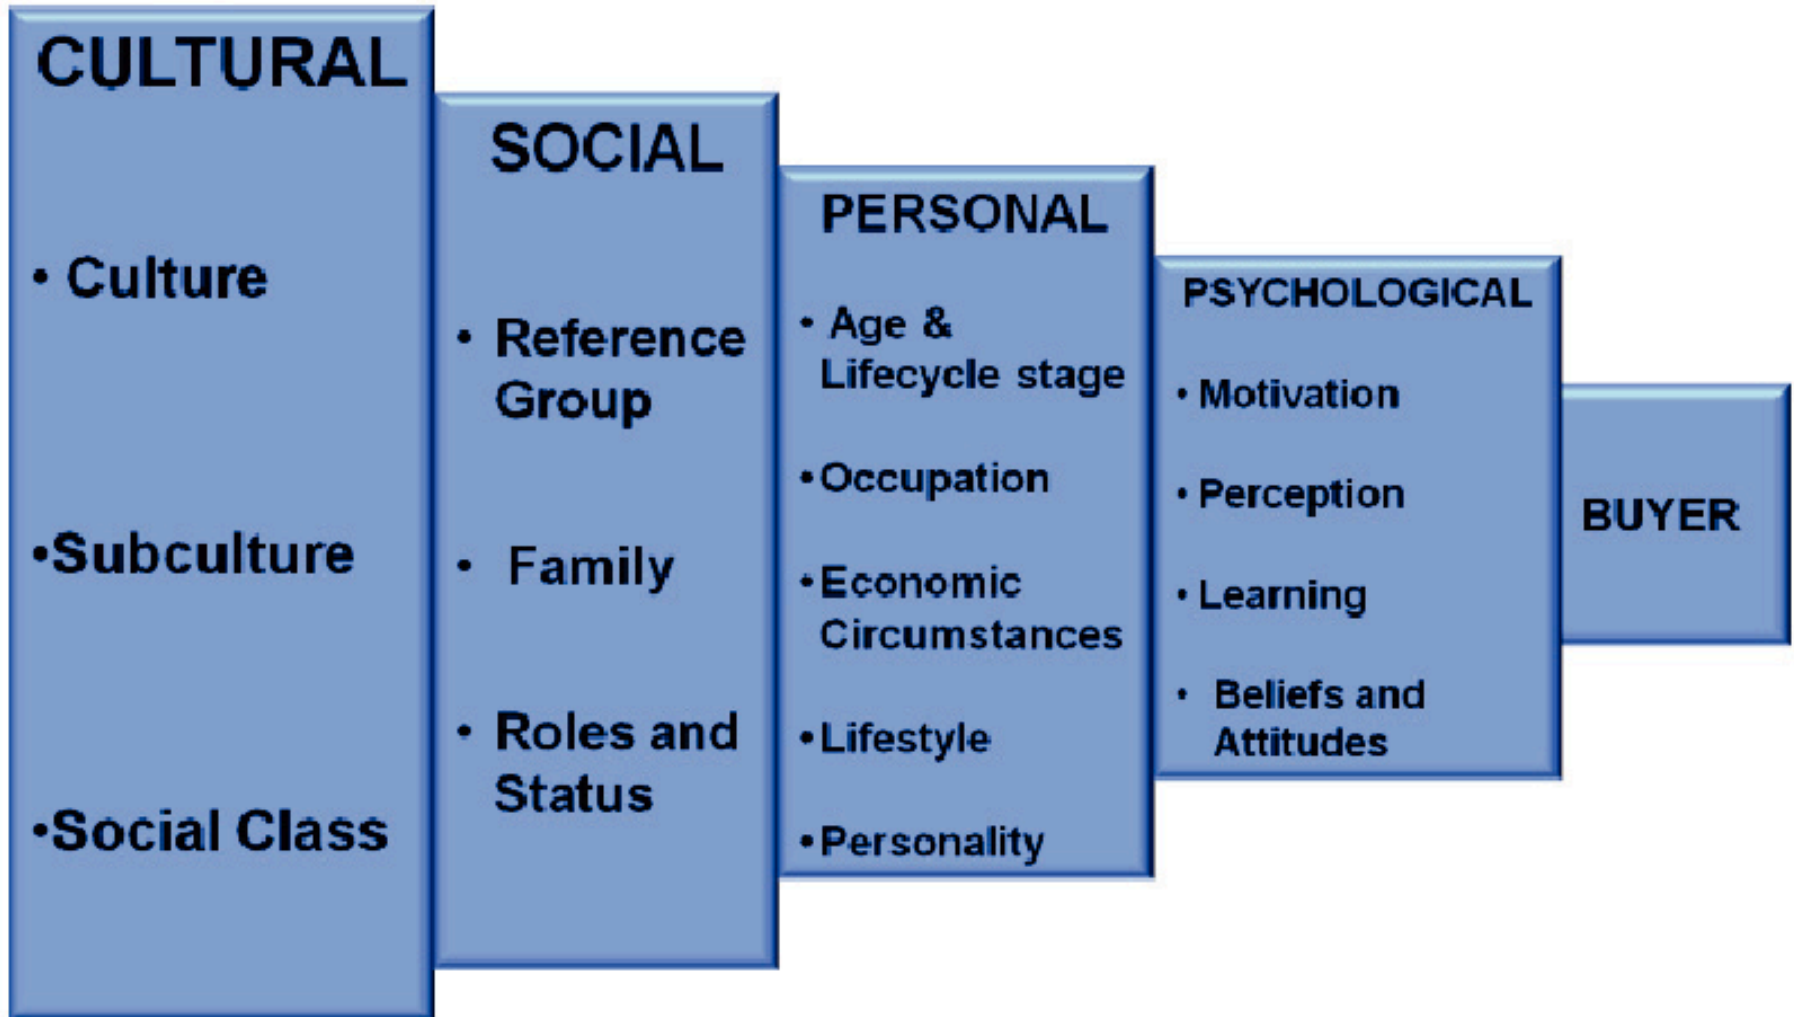 CULTURAL
• Culture
•Subculture
•Social Class
SOCIAL
• Reference
Group
• Family
• Roles and
Status
PERSONAL
• Age &
Lifecycle stage
•Occupation
•Economic
Circumstances
•Lifestyle
•Personality
PSYCHOLOGICAL
• Motivation
• Perception
• Learning
• Beliefs and
Attitudes
BUYER